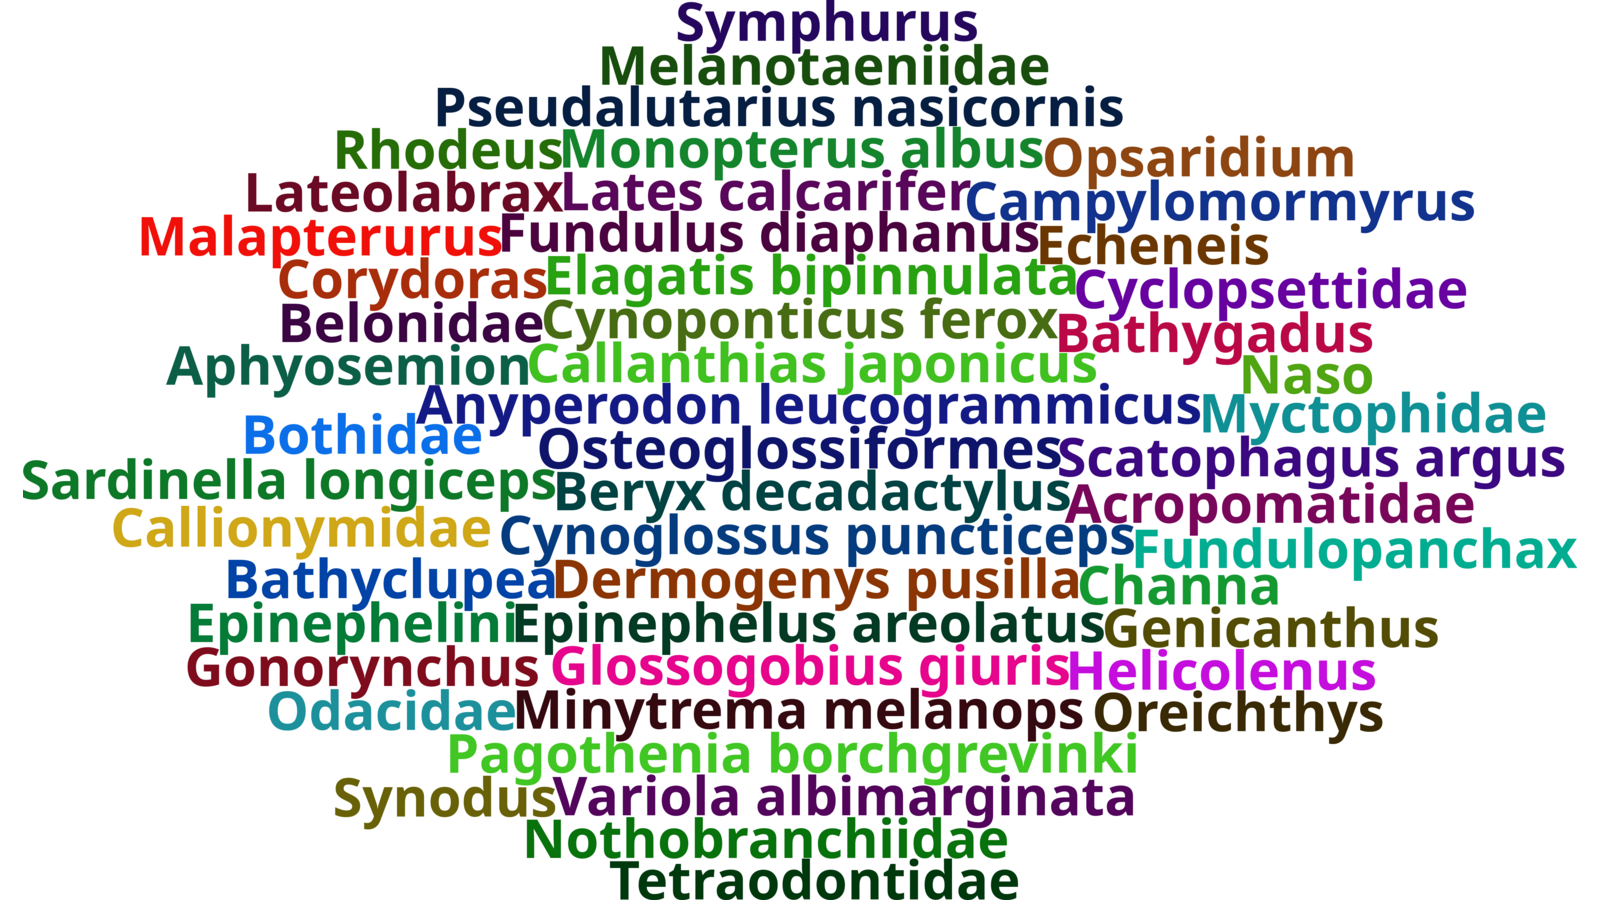 Symphurus
Melanotaeniidae
Pseudalutarius nasicornis
Rhodeus Monopterus albus Opsaridium
Lateolabrax Lates calcarifer Campylomormyrus
Malapterurus Fundulus diaphanus Echeneis
Corydoras Elagatis bipinnulata Cyclopsettidae
Belonidae Cynoponticus ferox Bathygadus
Aphyosemion Callanthias japonicus Naso
Anyperodon leucogrammicus Myctophidae
Bothidae Osteoglossiformes Scatophagus argus
Sardinella longiceps Beryx decadactylus Acropomatidae
Callionymidae Cynoglossus puncticeps Fundulopanchax
Bathyclupea Dermogenys pusilla Channa
Epinephelini Epinephelus areolatus Genicanthus
Gonorynchus Glossogobius giuris Helicolenus
Odacidae Minytrema melanops Oreichthys
Pagothenia borchgrevinki
Synodus Variola albimarginata
Nothobranchiidae
Tetraodontidae